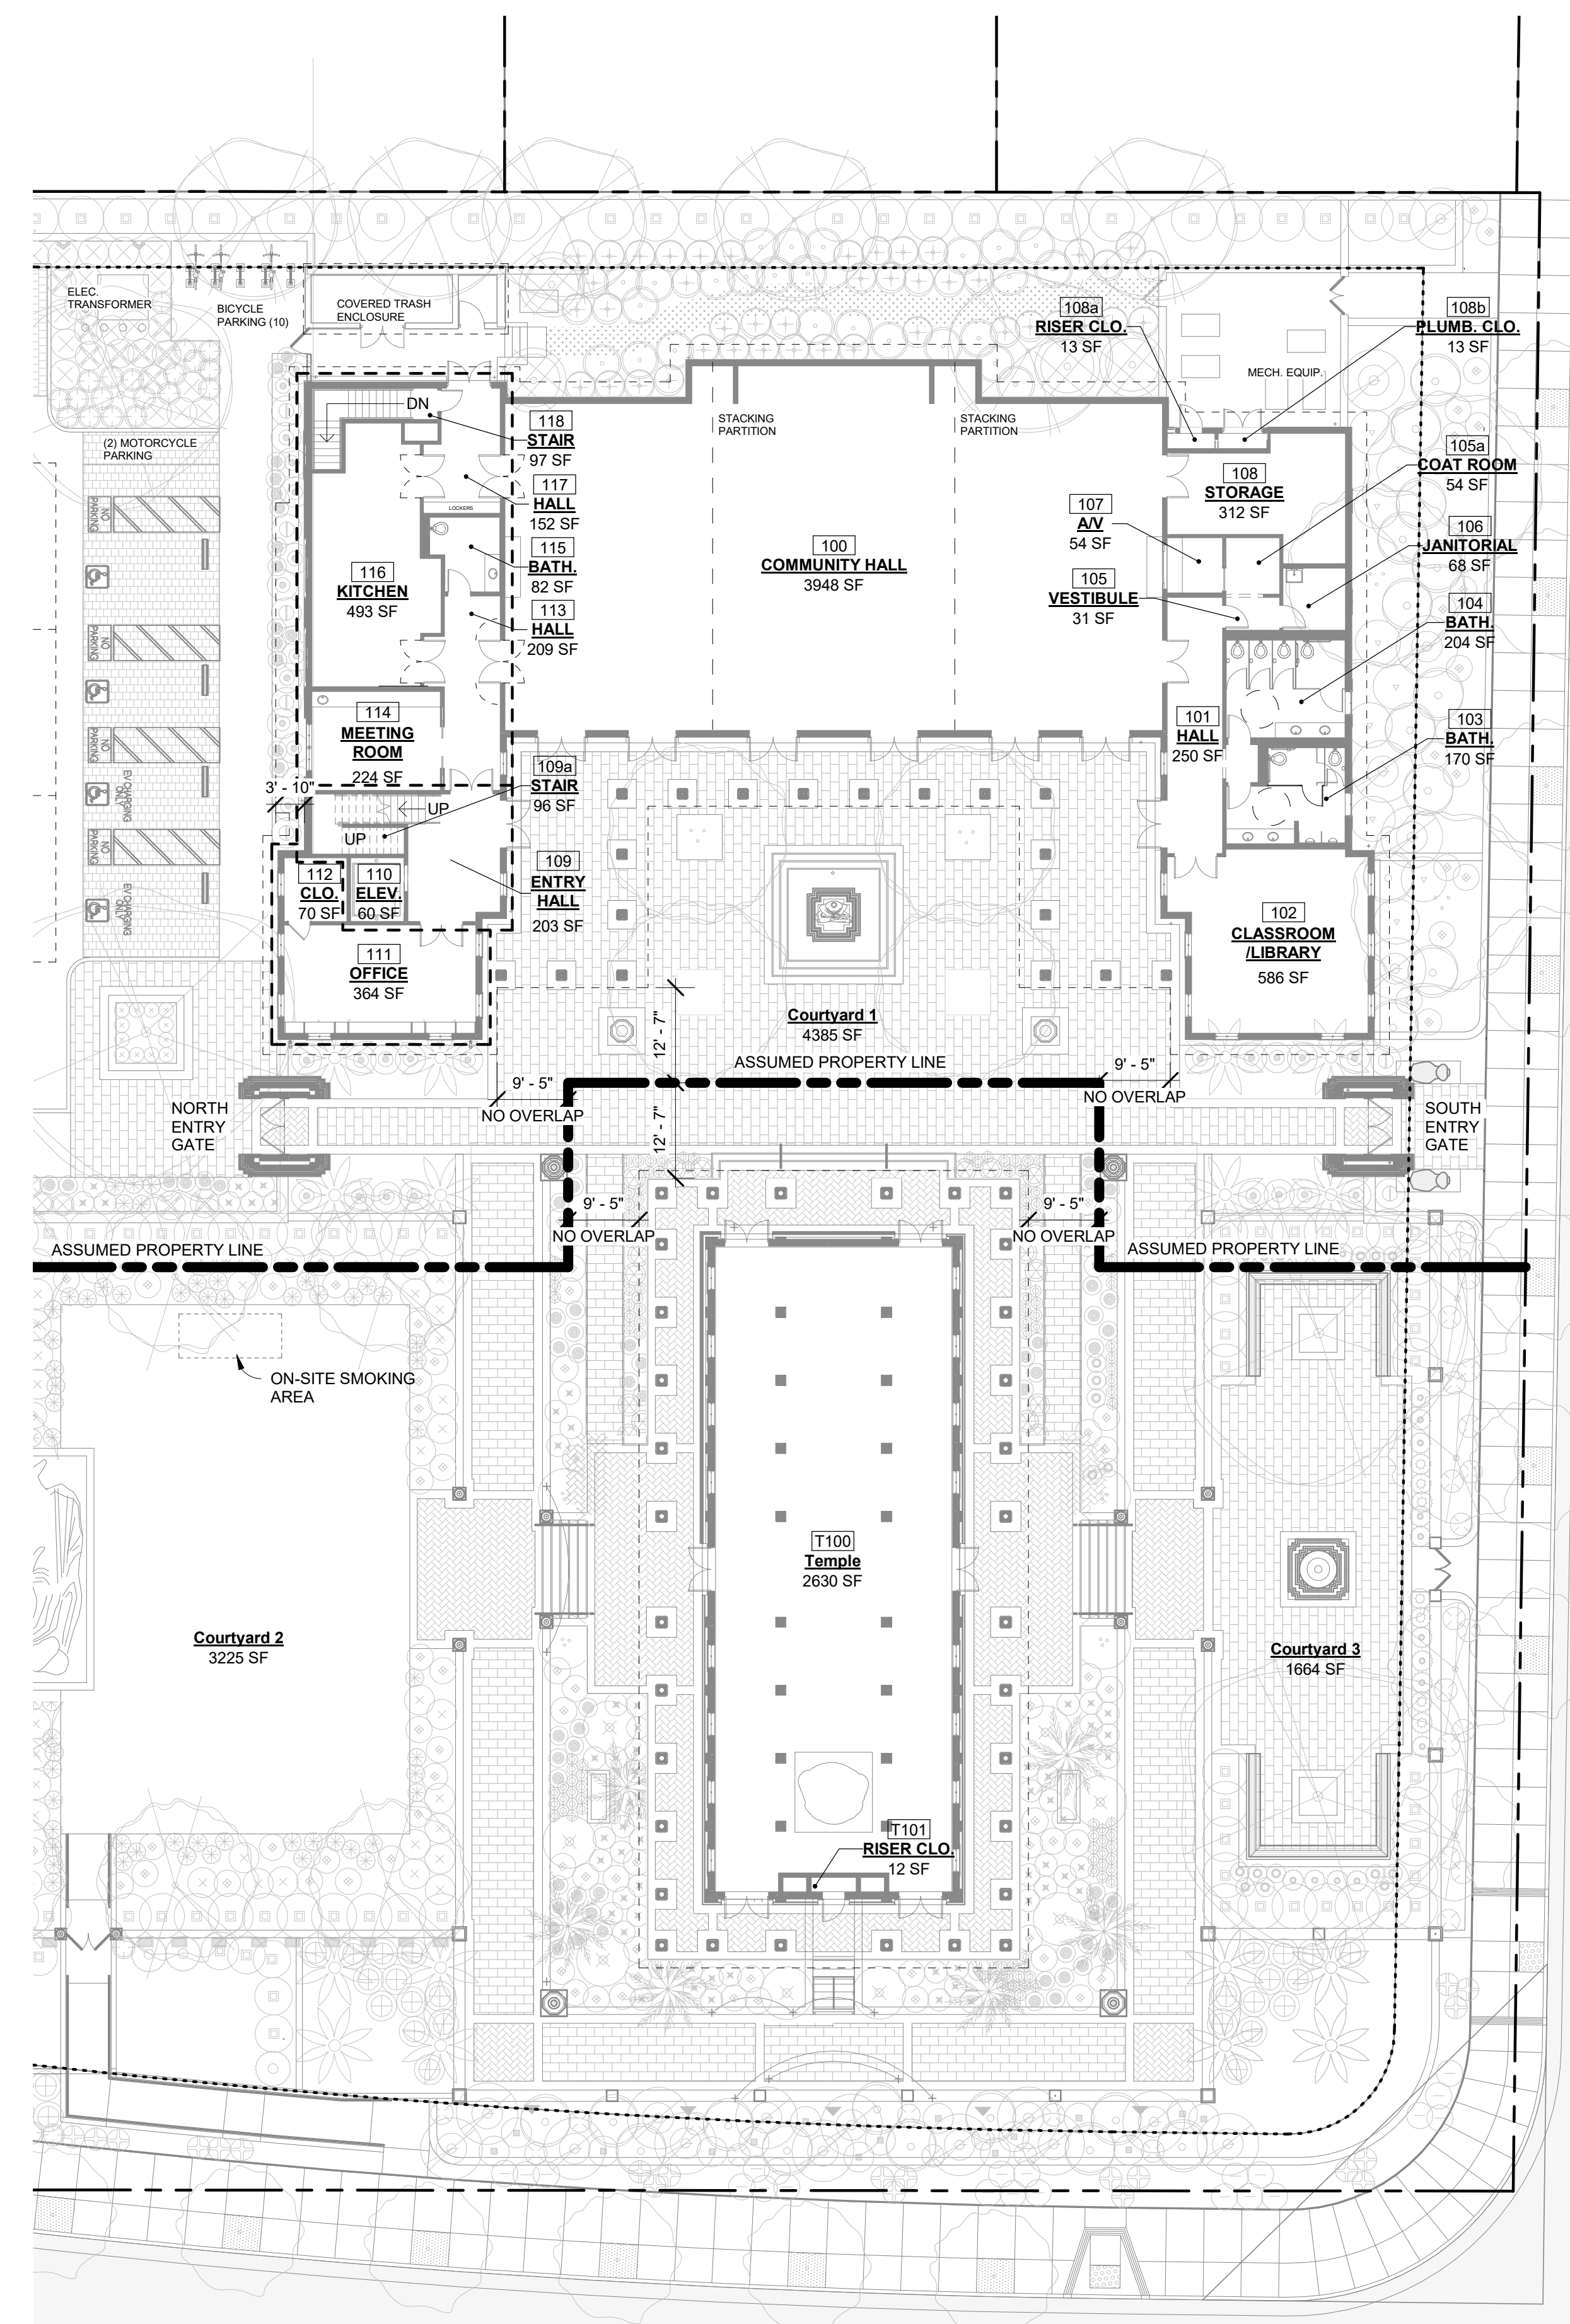 ELEC.
TRANSFORMER
BICYCLE
PARKING (10)
COVERED TRASH
ENCLOSURE
108a
RISER CLO.
13 SF
108b
PLUMB. CLO.
13 SF
MECH. EQUIP.
(2) MOTORCYCLE
PARKING
DN
118
STAIR
97 SF
STACKING
PARTITION
STACKING
PARTITION
105a
COAT ROOM
54 SF
117
HALL
152 SF
LOCKERS
108
STORAGE
312 SF
107
A/V
54 SF
106
JANITORIAL
68 SF
NO
PARKING
115
BATH.
82 SF
100
COMMUNITY HALL
3948 SF
116
KITCHEN
493 SF
105
VESTIBULE
31 SF
113
HALL
209 SF
104
BATH.
204 SF
NO
PARKING
114
MEETING
ROOM
224 SF
101
HALL
250 SF
103
BATH.
170 SF
NO
PARKING
109a
STAIR
96 SF
3' - 10"
EV CHARGING
ONLY
UP
UP
NO
PARKING
112
CLO.
70 SF
110
ELEV.
60 SF
109
ENTRY
HALL
203 SF
EV CHARGING
ONLY
102
CLASSROOM
/LIBRARY
586 SF
111
OFFICE
364 SF
Courtyard 1
4385 SF
12' - 7"
ASSUMED PROPERTY LINE
9' - 5"
NO OVERLAP
9' - 5"
NO OVERLAP
NORTH
ENTRY
GATE
SOUTH
ENTRY
GATE
12' - 7"
9' - 5"
NO OVERLAP
9' - 5"
NO OVERLAP
ASSUMED PROPERTY LINE
ASSUMED PROPERTY LINE
ON-SITE SMOKING
AREA
T100
Temple
2630 SF
Courtyard 2
3225 SF
Courtyard 3
1664 SF
T101
RISER CLO.
12 SF